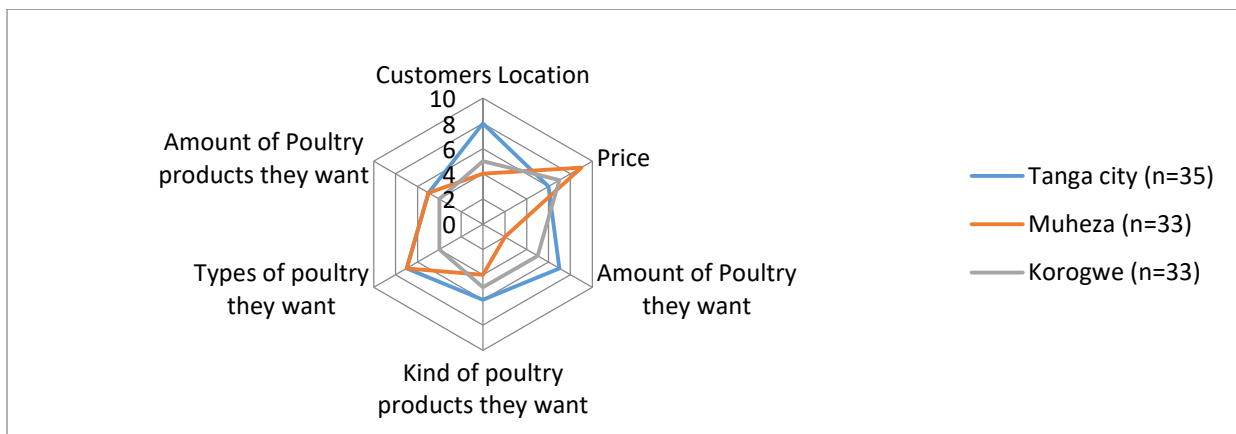 Customers Location
10
8
6
4
2
0
Price
Amount of Poultry
they want
Kind of poultry
products they want
Types of poultry
they want
Amount of Poultry
products they want
Tanga city (n=35)
Muheza (n=33)
Korogwe (n=33)